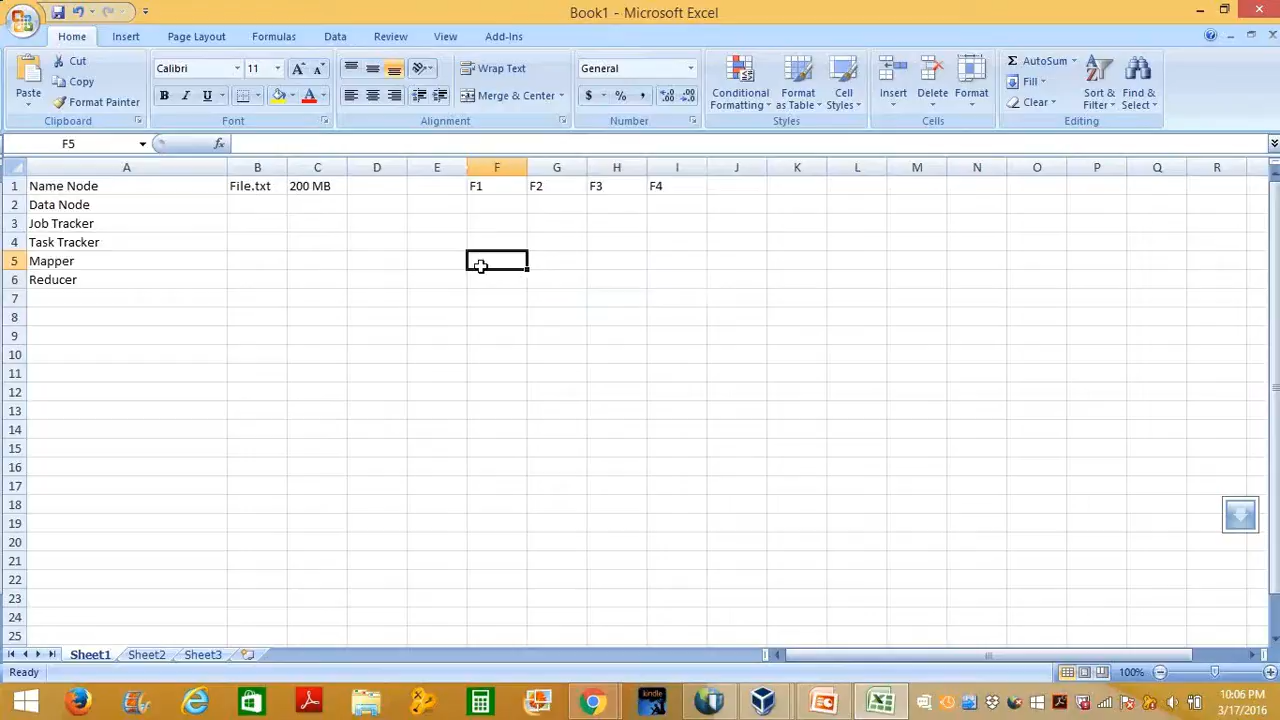 Book1 - Microsoft Excel
Home Insert Page Layout Formulas Data Review View Add-Ins
Paste
Cut
Copy
Format Painter
Clipboard
Calibri 11
B I U
Font
Wrap Text
Merge & Center
Alignment
General
$ % ,
Number
Conditional Formatting
Format as Table
Cell Styles
Styles
Insert Delete Format
Cells
Σ AutoSum
Fill
Clear
Sort & Filter
Find & Select
Editing
F5 fx
A B C D E F G H I J K L M N O P Q R
1 Name Node File.txt 200 MB F1 F2 F3 F4
2 Data Node
3 Job Tracker
4 Task Tracker
5 Mapper
6 Reducer
7
8
9
10
11
12
13
14
15
16
17
18
19
20
21
22
23
24
25
Sheet1 Sheet2 Sheet3
Ready 100%
kindle
10:06 PM
3/17/2016